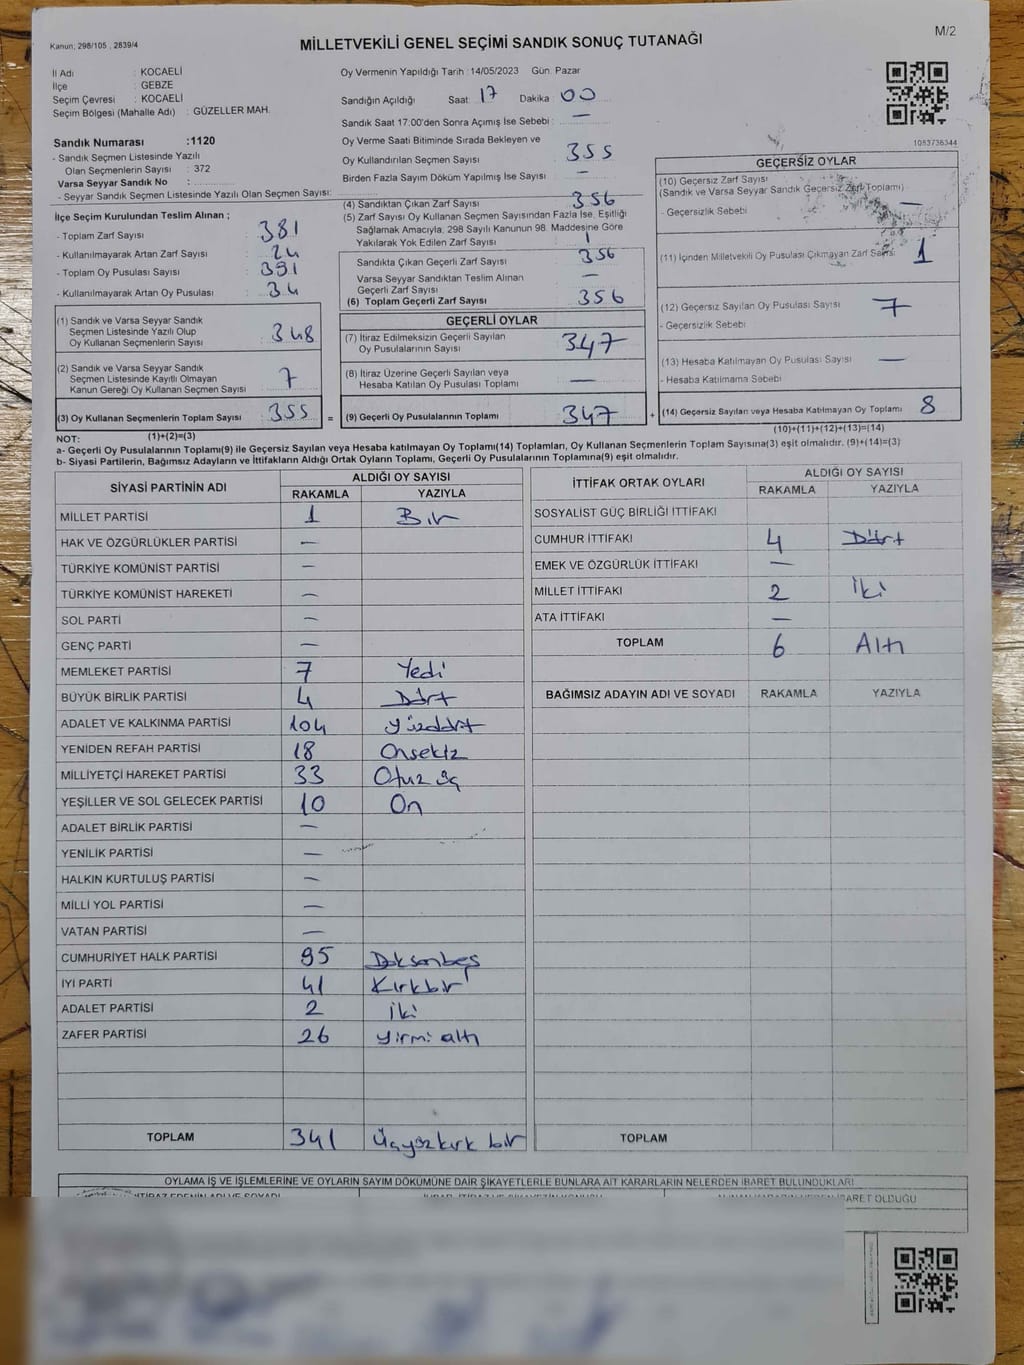 Kanun: 298/105 , 2839/4
MİLLETVEKİLİ GENEL SEÇİMİ SANDIK SONUÇ TUTANAĞI
M/2
İl Adı : KOCAELİ
İlçe : GEBZE
Seçim Çevresi : KOCAELİ
Seçim Bölgesi (Mahalle Adı) : GÜZELLER MAH.
Sandık Numarası :1120
- Sandık Seçmen Listesinde Yazılı
Olan Seçmenlerin Sayısı : 372
Varsa Seyyar Sandık No :
- Seyyar Sandık Seçmen Listesinde Yazılı Olan Seçmen Sayısı:
Oy Vermenin Yapıldığı Tarih :14/05/2023 Gün: Pazar
Sandığın Açıldığı Saat 17 Dakika 00
Sandık Saat 17:00'den Sonra Açımış İse Sebebi : —
Oy Verme Saati Bitiminde Sırada Bekleyen ve
Oy Kullandırılan Seçmen Sayısı 355
Birden Fazla Sayım Döküm Yapılmış İse Sayısı —
1083736344
İlçe Seçim Kurulundan Teslim Alınan ;
- Toplam Zarf Sayısı : 381
- Kullanılmayarak Artan Zarf Sayısı : 24
- Toplam Oy Pusulası Sayısı : 391
- Kullanılmayarak Artan Oy Pusulası : 34
(4) Sandıktan Çıkan Zarf Sayısı 356
(5) Zarf Sayısı Oy Kullanan Seçmen Sayısından Fazla İse, Eşitliği
Sağlamak Amacıyla, 298 Sayılı Kanunun 98. Maddesine Göre
Yakılarak Yok Edilen Zarf Sayısı 1
Sandıkta Çıkan Geçerli Zarf Sayısı 356
Varsa Seyyar Sandıktan Teslim Alınan
Geçerli Zarf Sayısı —
(6) Toplam Geçerli Zarf Sayısı 356
GEÇERSİZ OYLAR
(10) Geçersiz Zarf Sayısı
(Sandık ve Varsa Seyyar Sandık Geçersiz Zarf Toplamı) —
- Geçersizlik Sebebi
(11) İçinden Milletvekili Oy Pusulası Çıkmayan Zarf Sayısı 1
(12) Geçersiz Sayılan Oy Pusulası Sayısı 7
- Geçersizlik Sebebi
(13) Hesaba Katılmayan Oy Pusulası Sayısı —
- Hesaba Katılmama Sebebi
(1) Sandık ve Varsa Seyyar Sandık
Seçmen Listesinde Yazılı Olup
Oy Kullanan Seçmenlerin Sayısı : 348
(2) Sandık ve Varsa Seyyar Sandık
Seçmen Listesinde Kayıtlı Olmayan
Kanun Gereği Oy Kullanan Seçmen Sayısı : 7
(3) Oy Kullanan Seçmenlerin Toplam Sayısı : 355 =
(1)+(2)=(3)
GEÇERLİ OYLAR
(7) İtiraz Edilmeksizin Geçerli Sayılan
Oy Pusulalarının Sayısı 347
(8) İtiraz Üzerine Geçerli Sayılan veya
Hesaba Katılan Oy Pusulası Toplamı —
(9) Geçerli Oy Pusulalarının Toplamı 347 +
(14) Geçersiz Sayılan veya Hesaba Katılmayan Oy Toplamı 8
(10)+(11)+(12)+(13)=(14)
NOT:
a- Geçerli Oy Pusulalarının Toplamı(9) ile Geçersiz Sayılan veya Hesaba katılmayan Oy Toplamı(14) Toplamları, Oy Kullanan Seçmenlerin Toplam Sayısına(3) eşit olmalıdır. (9)+(14)=(3)
b- Siyasi Partilerin, Bağımsız Adayların ve İttifakların Aldığı Ortak Oyların Toplamı, Geçerli Oy Pusulalarının Toplamına(9) eşit olmalıdır.
SİYASİ PARTİNİN ADI ALDIĞI OY SAYISI
RAKAMLA YAZIYLA
MİLLET PARTİSİ 1 Bir
HAK VE ÖZGÜRLÜKLER PARTİSİ —
TÜRKİYE KOMÜNİST PARTİSİ —
TÜRKİYE KOMÜNİST HAREKETİ —
SOL PARTİ —
GENÇ PARTİ —
MEMLEKET PARTİSİ 7 Yedi
BÜYÜK BİRLİK PARTİSİ 4 Dört
ADALET VE KALKINMA PARTİSİ 104 yüzdört
YENİDEN REFAH PARTİSİ 18 Onsekiz
MİLLİYETÇİ HAREKET PARTİSİ 33 Otuz üç
YEŞİLLER VE SOL GELECEK PARTİSİ 10 On
ADALET BİRLİK PARTİSİ —
YENİLİK PARTİSİ —
HALKIN KURTULUŞ PARTİSİ —
MİLLİ YOL PARTİSİ —
VATAN PARTİSİ —
CUMHURİYET HALK PARTİSİ 95 Doksanbeş
İYİ PARTİ 41 Kırkbir
ADALET PARTİSİ 2 iki
ZAFER PARTİSİ 26 yirmi altı
TOPLAM 341 üçyüzkırk bir
İTTİFAK ORTAK OYLARI ALDIĞI OY SAYISI
RAKAMLA YAZIYLA
SOSYALİST GÜÇ BİRLİĞİ İTTİFAKI
CUMHUR İTTİFAKI 4 Dört
EMEK VE ÖZGÜRLÜK İTTİFAKI —
MİLLET İTTİFAKI 2 iki
ATA İTTİFAKI —
TOPLAM 6 Altı
BAĞIMSIZ ADAYIN ADI VE SOYADI RAKAMLA YAZIYLA
TOPLAM
OYLAMA İŞ VE İŞLEMLERİNE VE OYLARIN SAYIM DÖKÜMÜNE DAİR ŞİKAYETLERLE BUNLARA AİT KARARLARIN NELERDEN İBARET BULUNDUKLARI